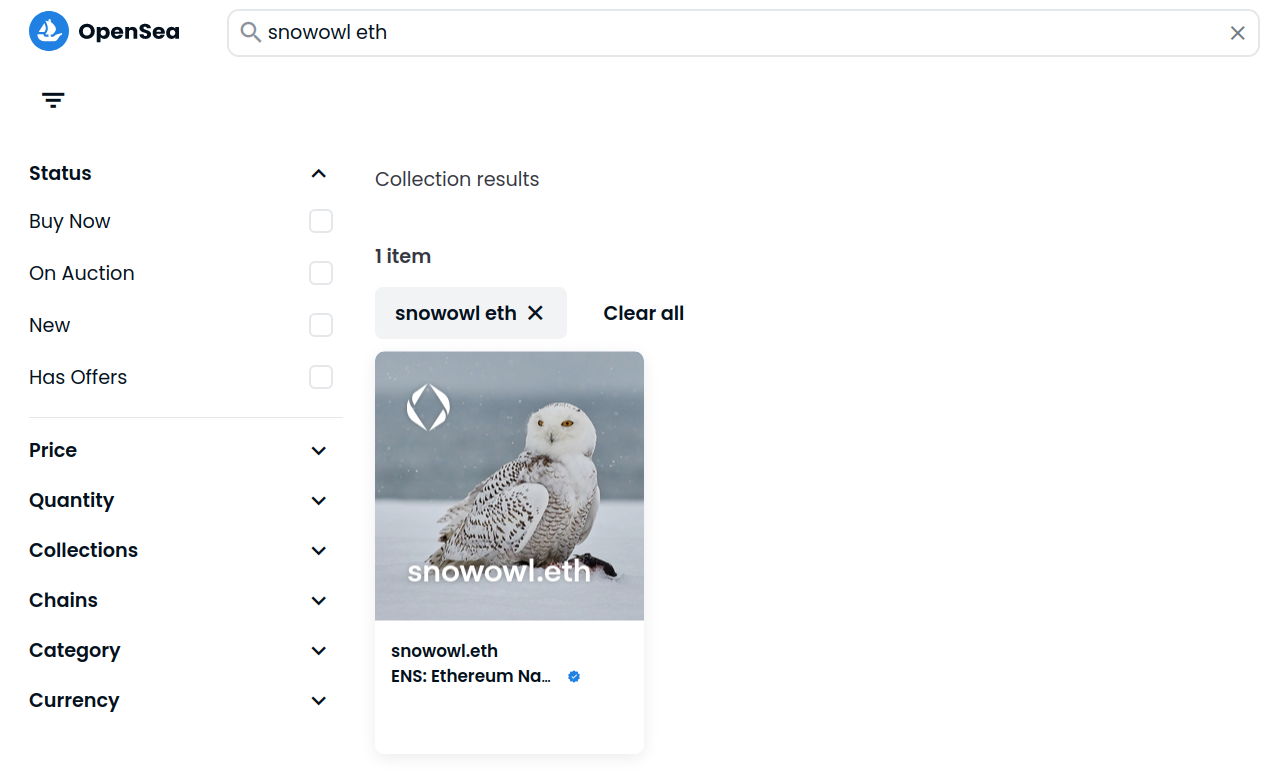 OpenSea
snowowl eth
Status
Buy Now
On Auction
New
Has Offers
Price
Quantity
Collections
Chains
Category
Currency
Collection results
1 item
snowowl eth
Clear all
snowowl.eth
snowowl.eth
ENS: Ethereum Na...